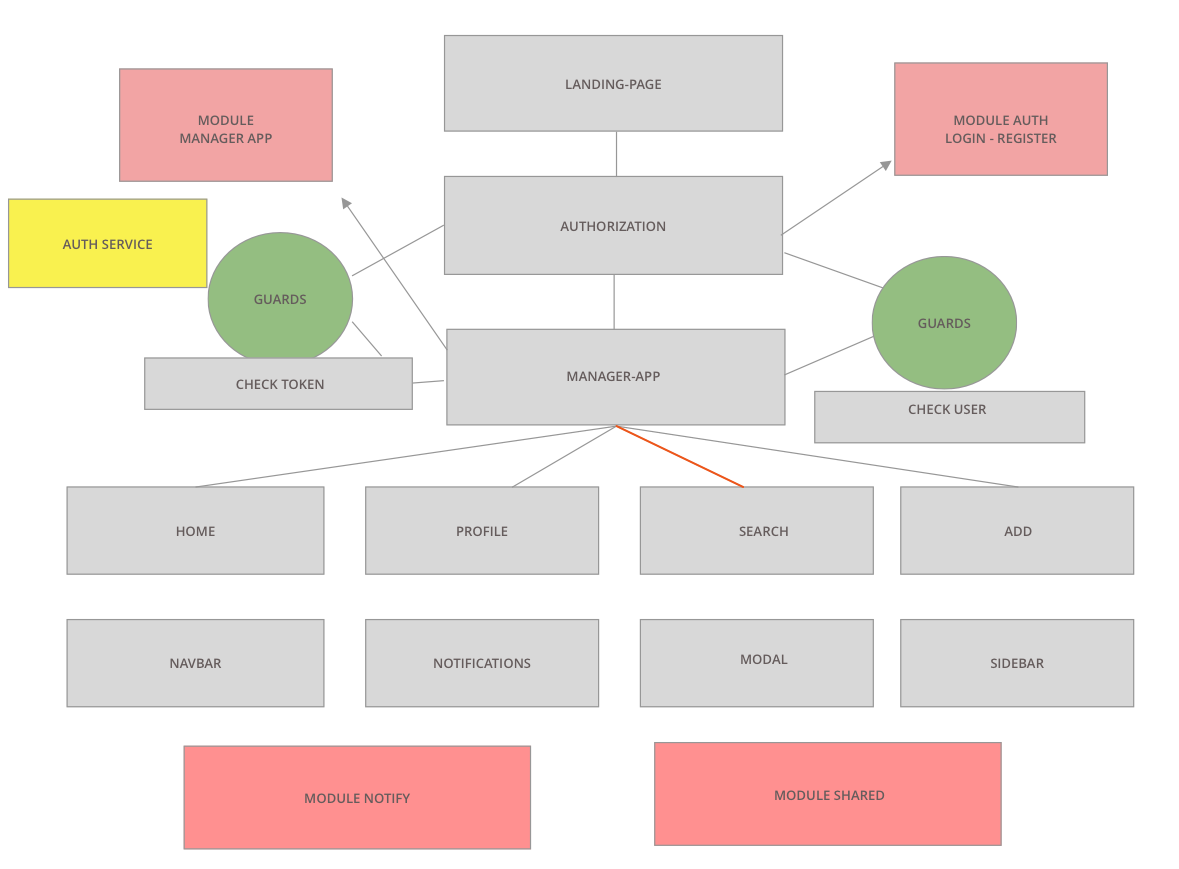 LANDING-PAGE
MODULE
MANAGER APP
MODULE AUTH
LOGIN - REGISTER
AUTHORIZATION
AUTH SERVICE
GUARDS
GUARDS
MANAGER-APP
CHECK TOKEN
CHECK USER
HOME
PROFILE
SEARCH
ADD
NAVBAR
NOTIFICATIONS
MODAL
SIDEBAR
MODULE NOTIFY
MODULE SHARED